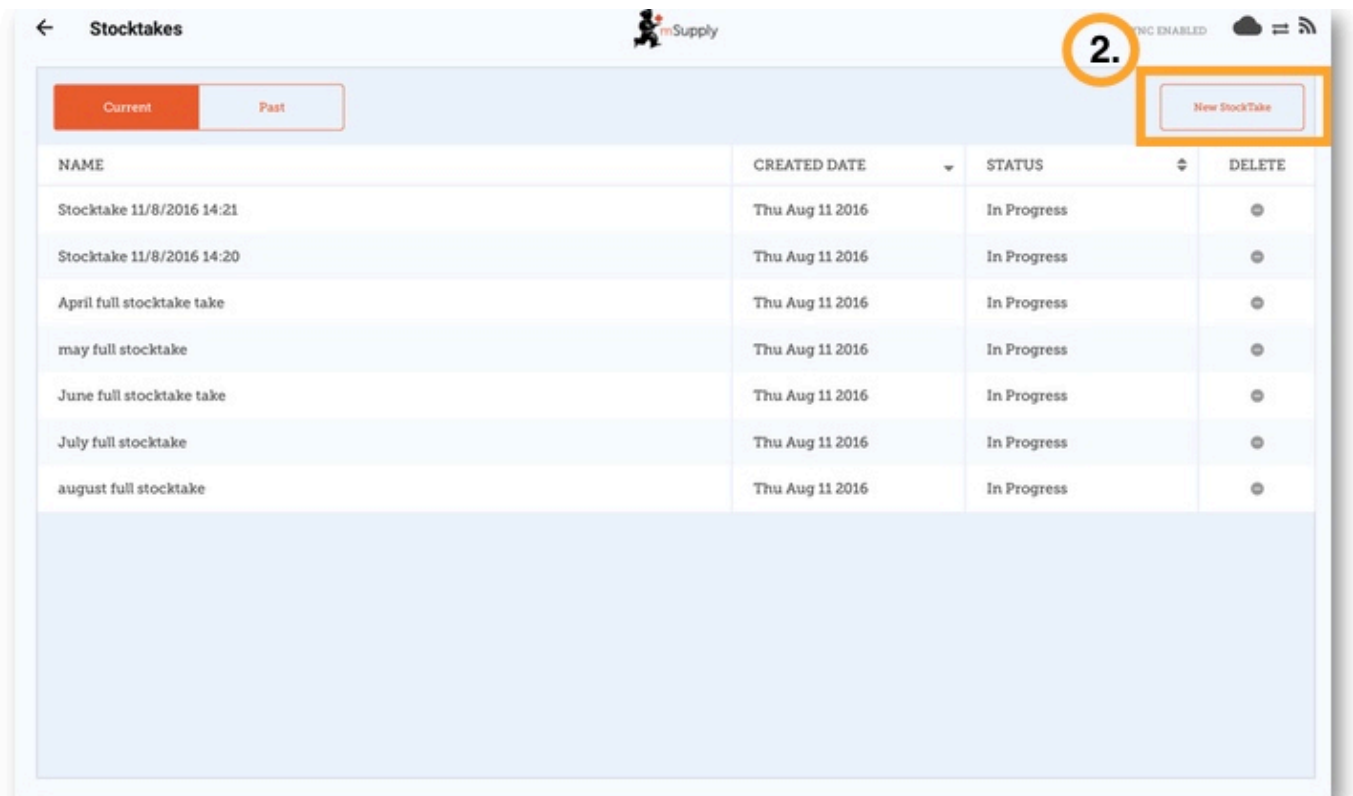 Stocktakes
mSupply
2.
YNC ENABLED
Current
Past
New StockTake
NAME CREATED DATE STATUS DELETE
Stocktake 11/8/2016 14:21 Thu Aug 11 2016 In Progress
Stocktake 11/8/2016 14:20 Thu Aug 11 2016 In Progress
April full stocktake take Thu Aug 11 2016 In Progress
may full stocktake Thu Aug 11 2016 In Progress
June full stocktake take Thu Aug 11 2016 In Progress
July full stocktake Thu Aug 11 2016 In Progress
august full stocktake Thu Aug 11 2016 In Progress